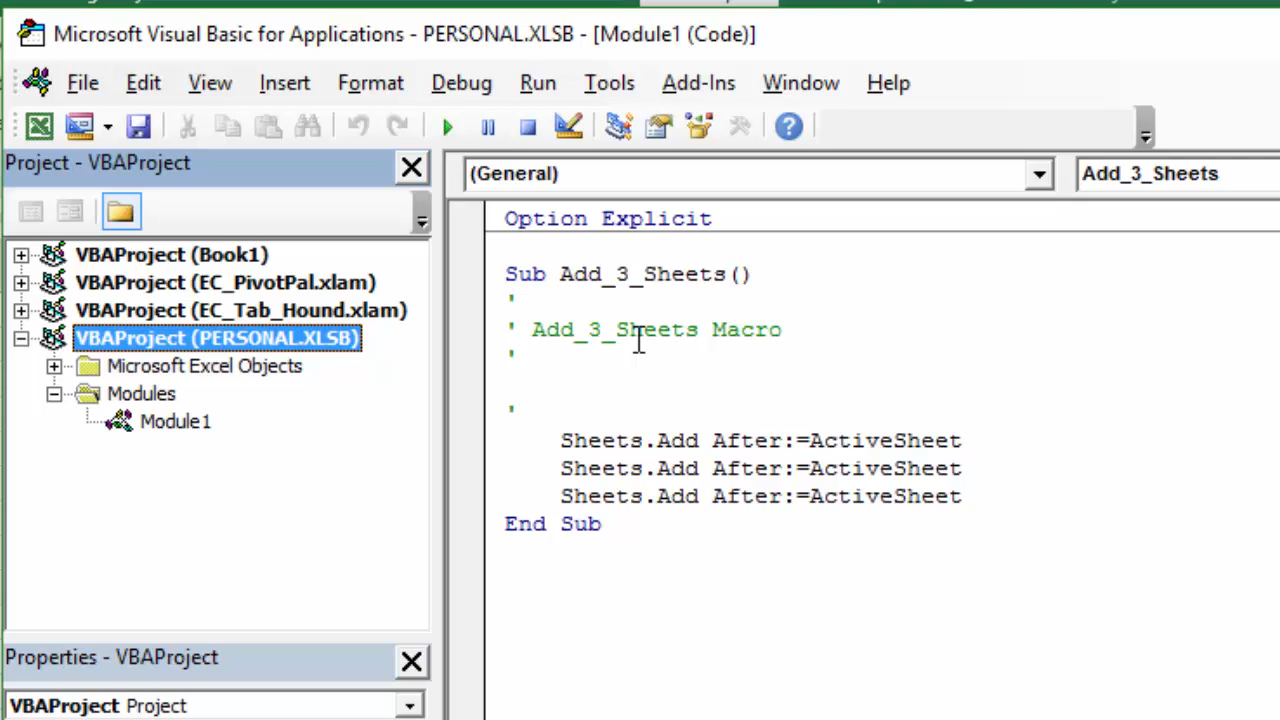 Microsoft Visual Basic for Applications - PERSONAL.XLSB - [Module1 (Code)]
File Edit View Insert Format Debug Run Tools Add-Ins Window Help
Project - VBAProject
VBAProject (Book1)
VBAProject (EC_PivotPal.xlam)
VBAProject (EC_Tab_Hound.xlam)
VBAProject (PERSONAL.XLSB)
Microsoft Excel Objects
Modules
Module1
Properties - VBAProject
VBAProject Project
(General) Add_3_Sheets
Option Explicit
Sub Add_3_Sheets()
'
' Add_3_Sheets Macro
'
'
Sheets.Add After:=ActiveSheet
Sheets.Add After:=ActiveSheet
Sheets.Add After:=ActiveSheet
End Sub